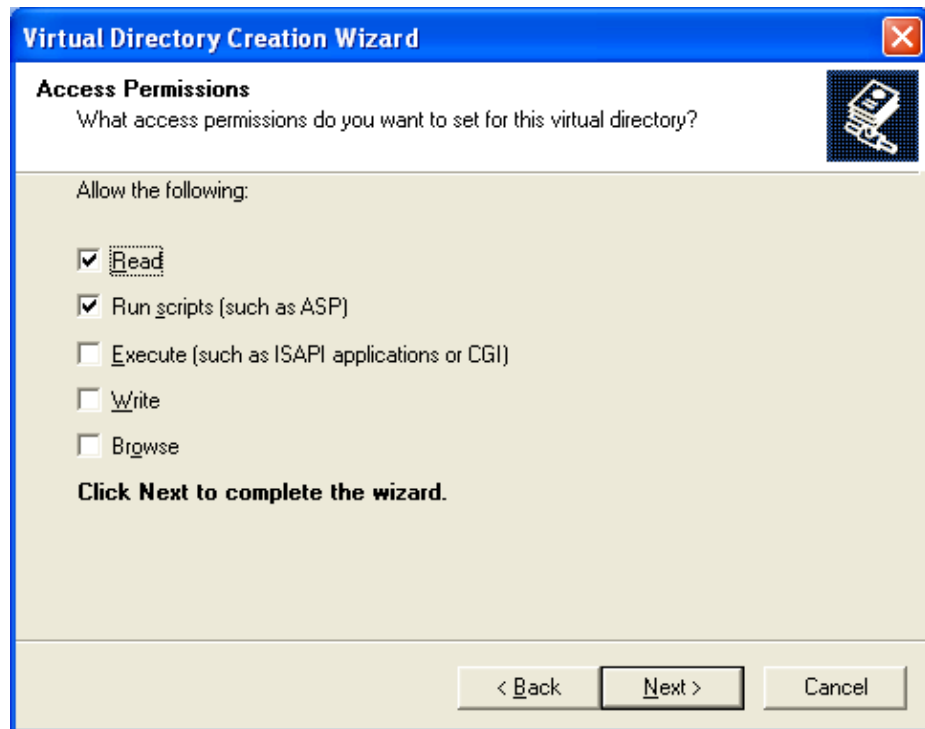 Virtual Directory Creation Wizard
Access Permissions
What access permissions do you want to set for this virtual directory?
Allow the following:
Read
Run scripts (such as ASP)
Execute (such as ISAPI applications or CGI)
Write
Browse
Click Next to complete the wizard.
< Back Next > Cancel